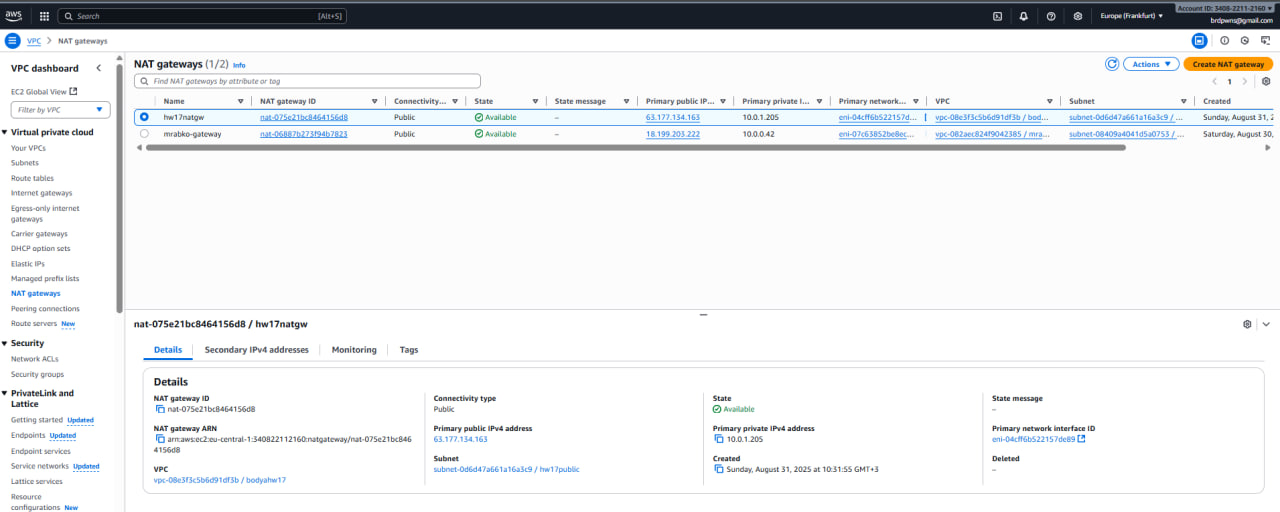 aws
Search
[Alt+S]
Europe (Frankfurt)
Account ID: 3408-2211-2160
brdpwns@gmail.com
VPC > NAT gateways
VPC dashboard
EC2 Global View
Filter by VPC
Virtual private cloud
Your VPCs
Subnets
Route tables
Internet gateways
Egress-only internet
gateways
Carrier gateways
DHCP option sets
Elastic IPs
Managed prefix lists
NAT gateways
Peering connections
Route servers New
Security
Network ACLs
Security groups
PrivateLink and
Lattice
Getting started Updated
Endpoints Updated
Endpoint services
Service networks Updated
Lattice services
Resource
configurations New
NAT gateways (1/2) Info
Actions
Create NAT gateway
Find NAT gateways by attribute or tag
1
Name NAT gateway ID Connectivity... State State message Primary public IP... Primary private I... Primary network... VPC Subnet Created
hw17natgw nat-075e21bc8464156d8 Public Available – 63.177.134.163 10.0.1.205 eni-04cff6b522157d... vpc-08e3f3c5b6d91df3b / bod... subnet-0d6d47a661a16a3c9 / ... Sunday, August 31, 2
mrabko-gateway nat-06887b273f94b7823 Public Available – 18.199.203.222 10.0.0.42 eni-07c63852be8ec... vpc-082aec824f9042385 / mra... subnet-08409a4041d5a0753 / ... Saturday, August 30,
nat-075e21bc8464156d8 / hw17natgw
Details Secondary IPv4 addresses Monitoring Tags
Details
NAT gateway ID
nat-075e21bc8464156d8
NAT gateway ARN
arn:aws:ec2:eu-central-1:340822112160:natgateway/nat-075e21bc846
4156d8
VPC
vpc-08e3f3c5b6d91df3b / bodyahw17
Connectivity type
Public
Primary public IPv4 address
63.177.134.163
Subnet
subnet-0d6d47a661a16a3c9 / hw17public
State
Available
Primary private IPv4 address
10.0.1.205
Created
Sunday, August 31, 2025 at 10:31:55 GMT+3
State message
–
Primary network interface ID
eni-04cff6b522157de89
Deleted
–